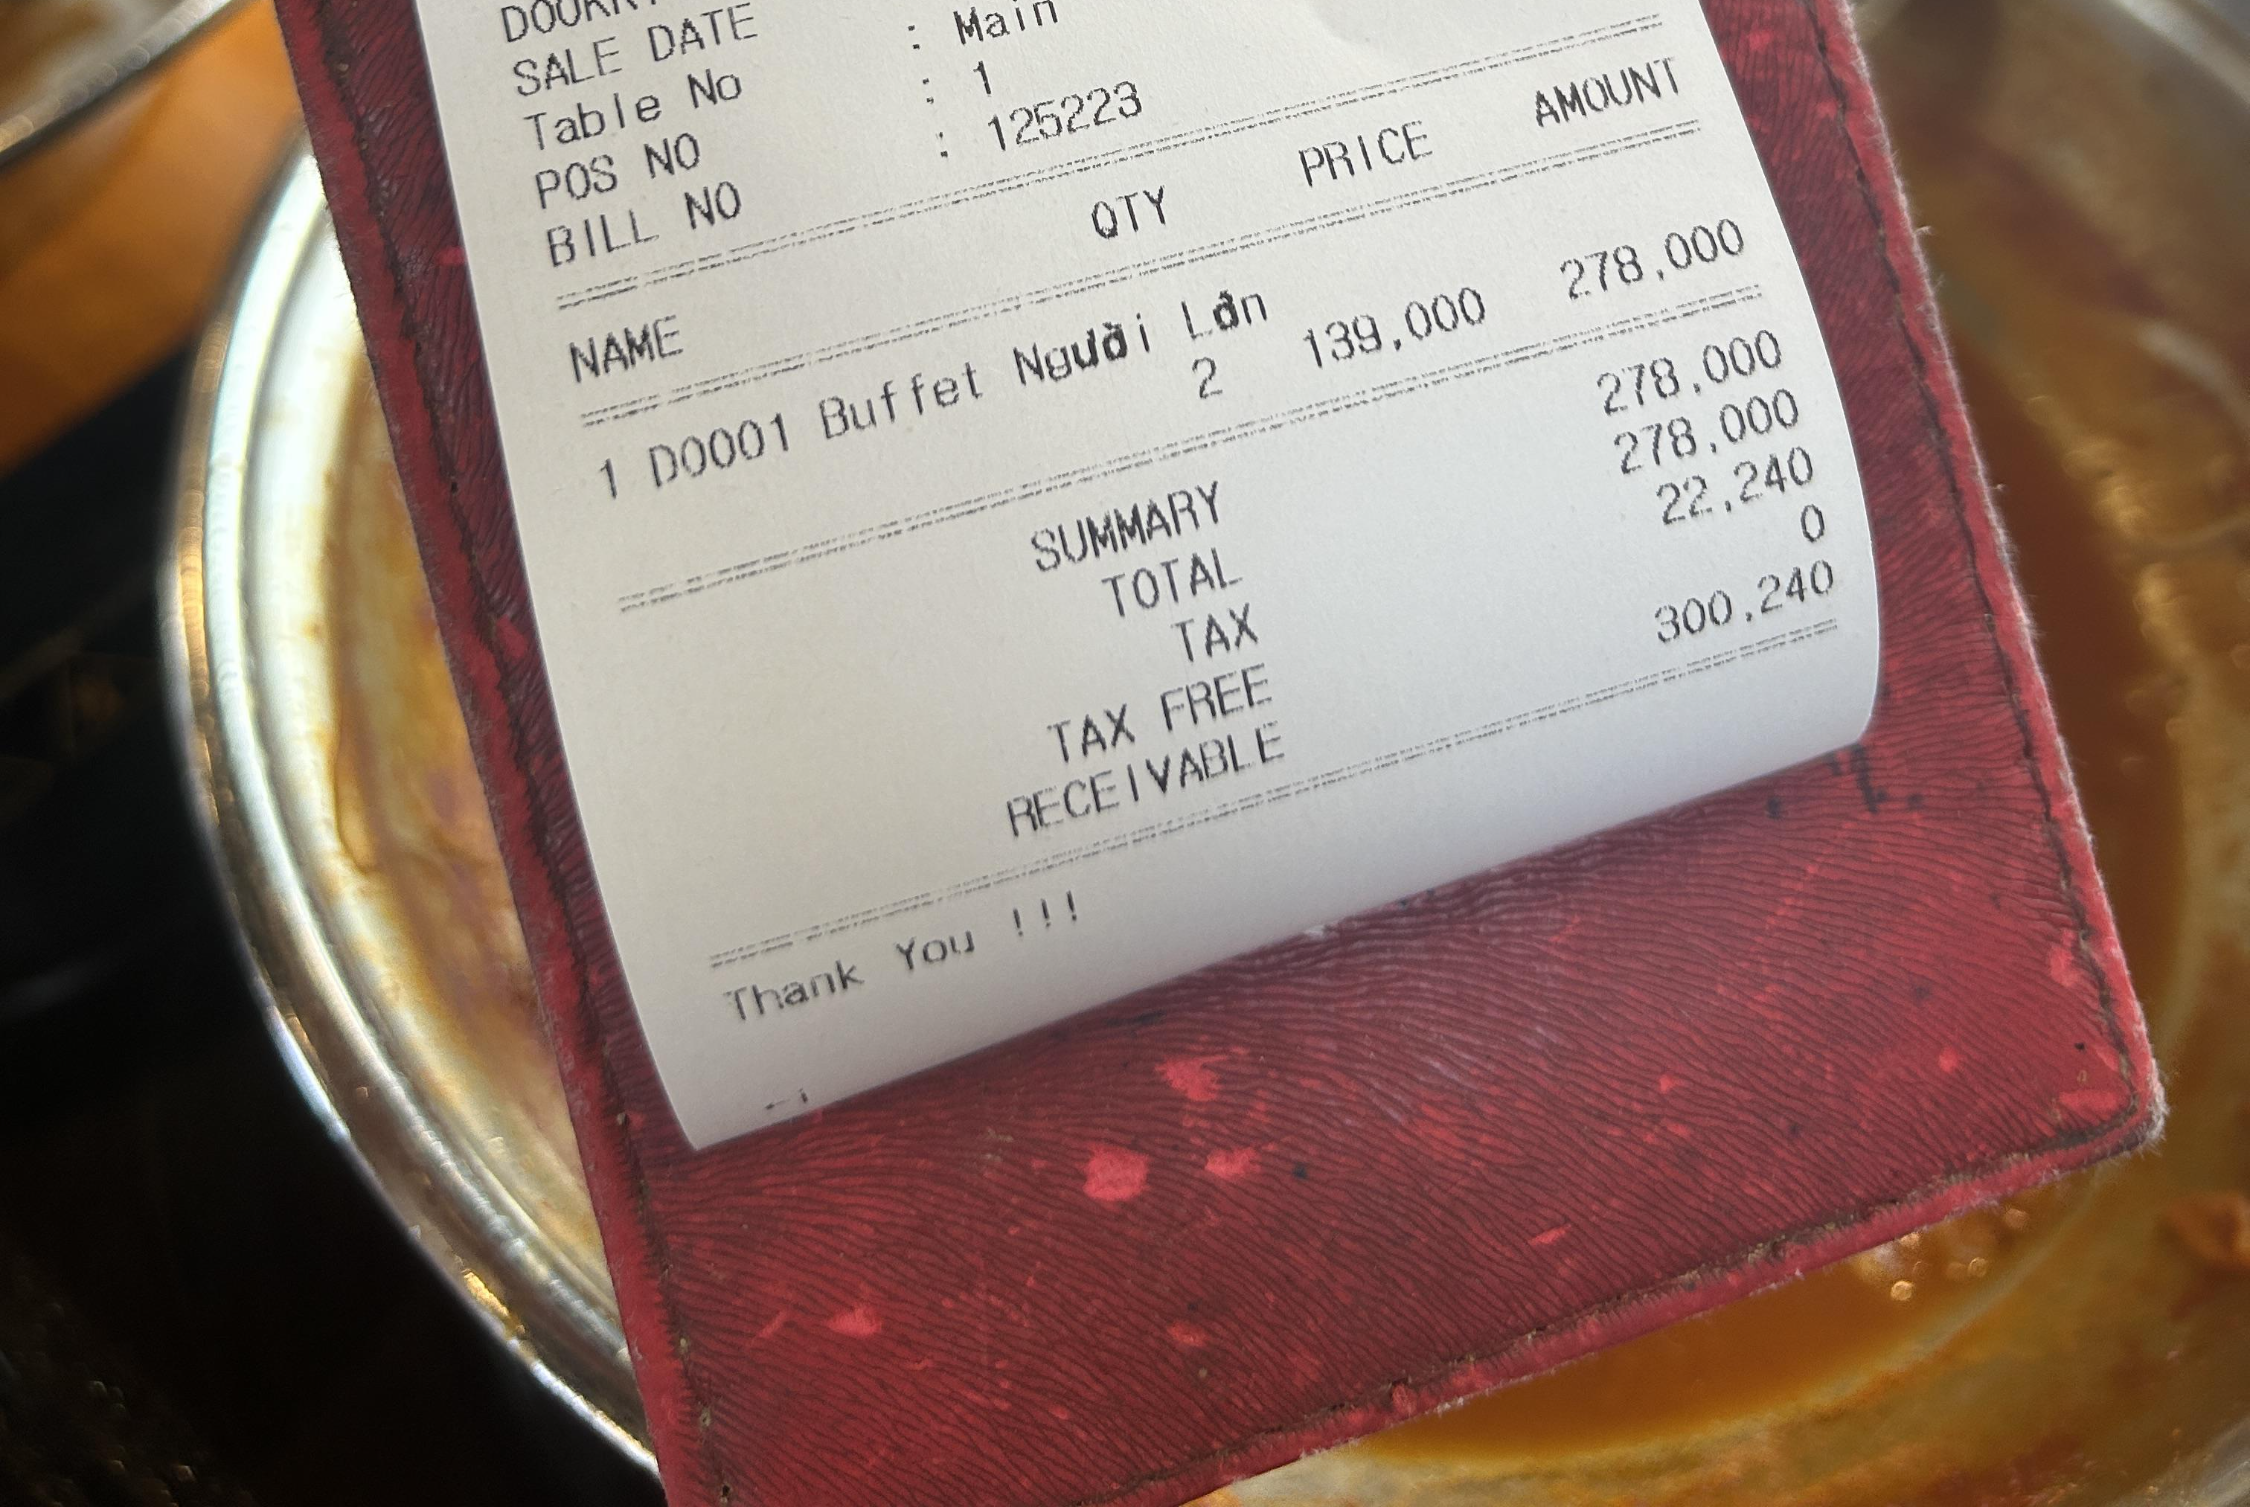 SALE DATE
Table No : Main
POS NO : 1
BILL NO : 125223
NAME QTY PRICE AMOUNT
1 D0001 Buffet Người Lớn
2 139,000 278,000
SUMMARY 278,000
TOTAL 278,000
TAX 22,240
TAX FREE 0
RECEIVABLE 300,240
Thank You !!!